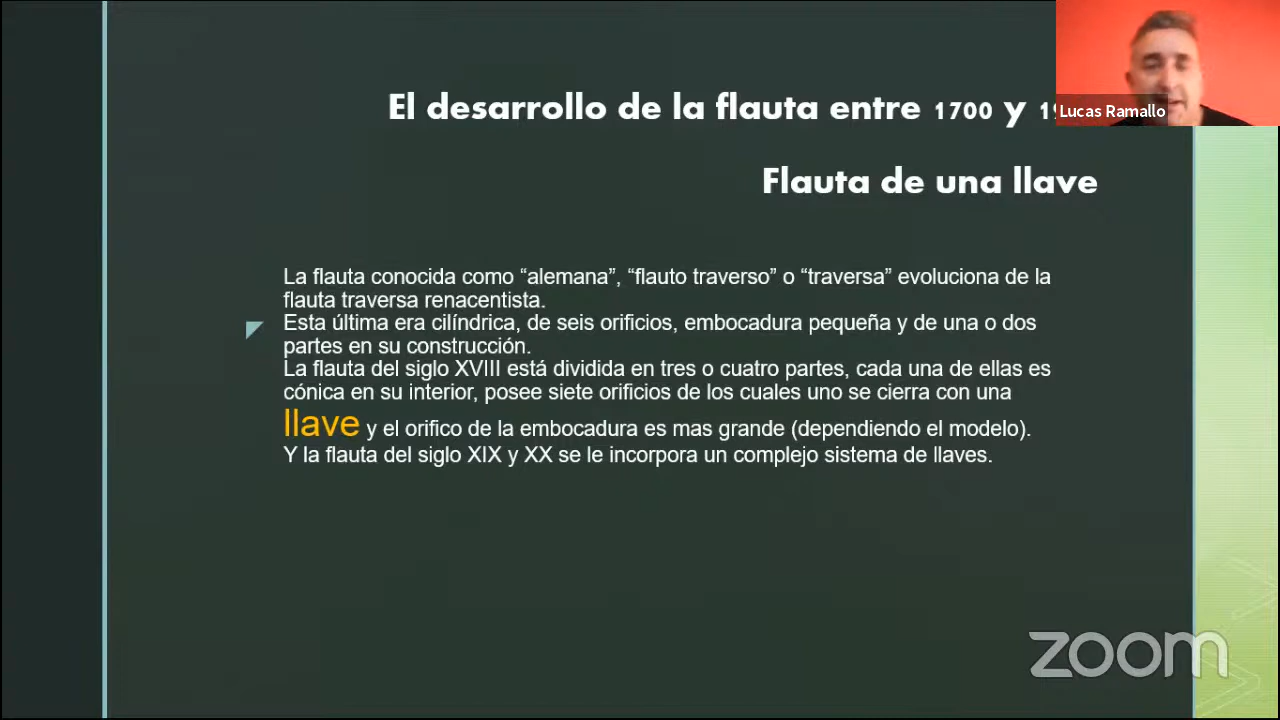 El desarrollo de la flauta entre 1700 y
Lucas Ramallo
Flauta de una llave
La flauta conocida como “alemana”, “flauto traverso” o “traversa” evoluciona de la
flauta traversa renacentista.
Esta última era cilíndrica, de seis orificios, embocadura pequeña y de una o dos
partes en su construcción.
La flauta del siglo XVIII está dividida en tres o cuatro partes, cada una de ellas es
cónica en su interior, posee siete orificios de los cuales uno se cierra con una
llave y el orifico de la embocadura es mas grande (dependiendo el modelo).
Y la flauta del siglo XIX y XX se le incorpora un complejo sistema de llaves.
zoom